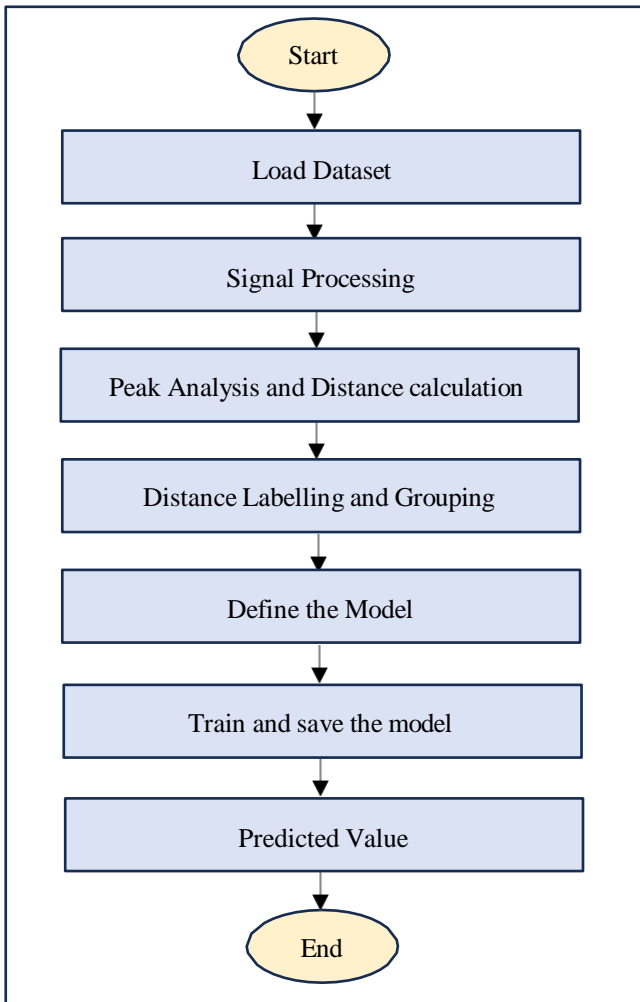 Start
Load Dataset
Signal Processing
Peak Analysis and Distance calculation
Distance Labelling and Grouping
Define the Model
Train and save the model
Predicted Value
End